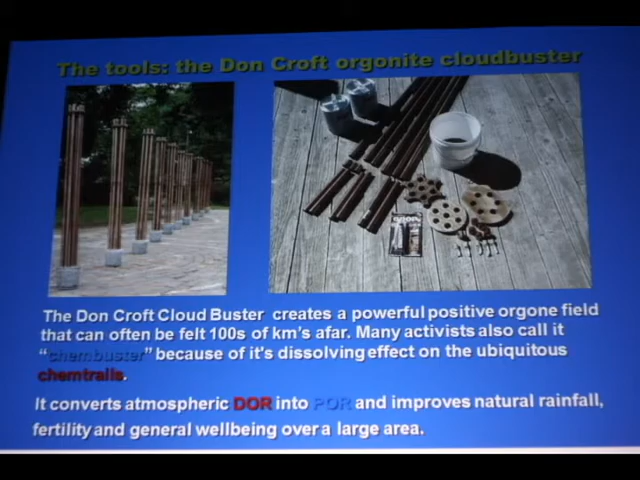 The tools: the Don Croft orgonite cloudbuster
The Don Croft Cloud Buster creates a powerful positive orgone field
that can often be felt 100s of km's afar. Many activists also call it
"chembuster" because of it's dissolving effect on the ubiquitous
chemtrails.
It converts atmospheric DOR into POR and improves natural rainfall,
fertility and general wellbeing over a large area.